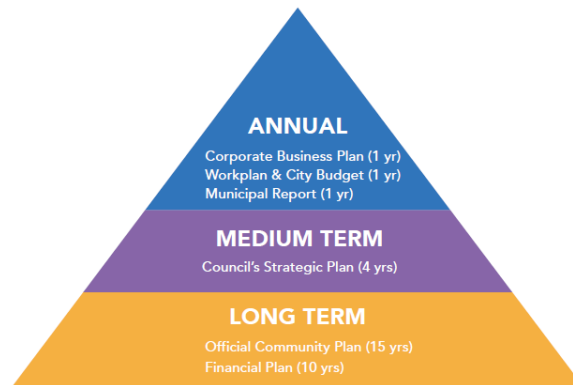 ANNUAL
Corporate Business Plan (1 yr)
Workplan & City Budget (1 yr)
Municipal Report (1 yr)
MEDIUM TERM
Council's Strategic Plan (4 yrs)
LONG TERM
Official Community Plan (15 yrs)
Financial Plan (10 yrs)